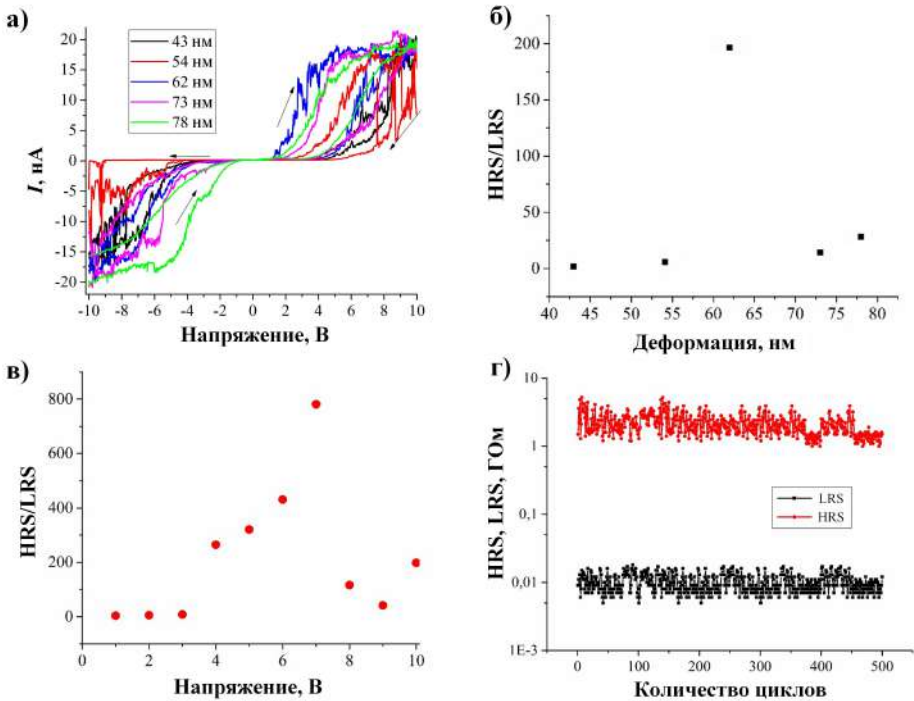 а)
20
15
10
5
0
-5
-10
-15
-20
I, нА
43 нм
54 нм
62 нм
73 нм
78 нм
-10 -8 -6 -4 -2 0 2 4 6 8 10
Напряжение, В
б)
200
150
100
50
0
HRS/LRS
40 45 50 55 60 65 70 75 80
Деформация, нм
в)
800
600
400
200
0
HRS/LRS
0 2 4 6 8 10
Напряжение, В
г)
10
1
0,1
0,01
1E-3
HRS, LRS, ГОм
LRS
HRS
0 100 200 300 400 500
Количество циклов